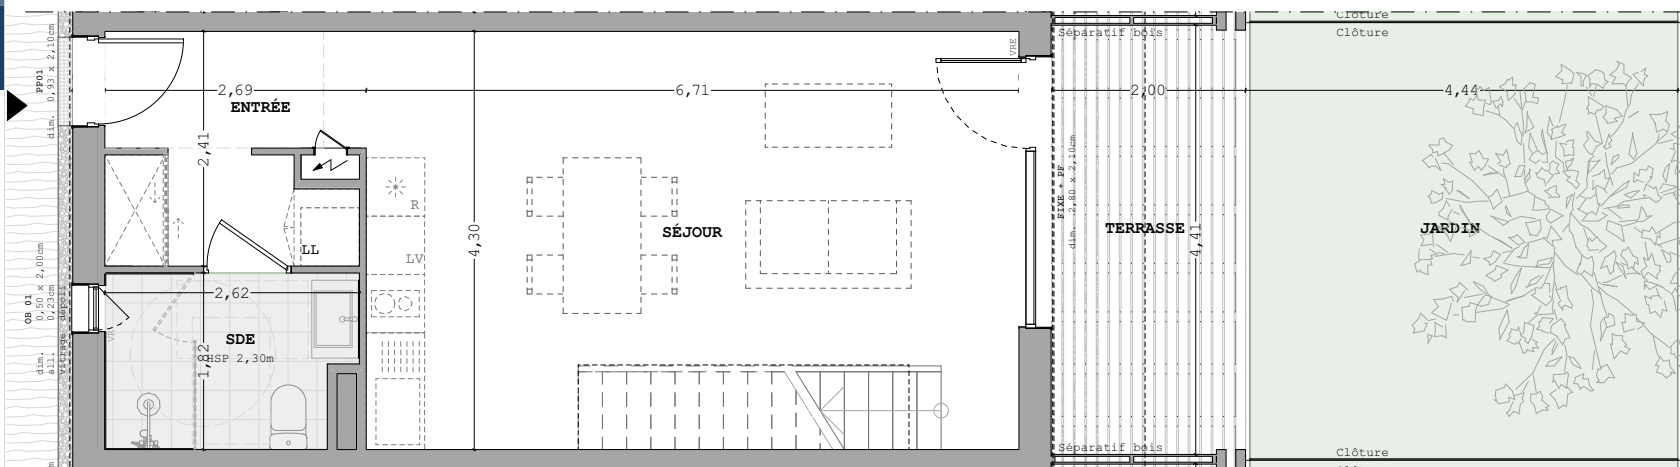 Clôture
Séparatif bois
Clôture
VRE
PP01
dim. 0,93 x 2,10cm
2,69
6,71
2,00
4,44
ENTRÉE
2,41
FIXE + PF
dim. 2,80 x 2,10cm
R
4,30
SÉJOUR
TERRASSE
4,41
JARDIN
LL
LV
OB 01
dim. 0,50 x 2,00cm
all. 0,23cm
vitrage dépoli
2,62
VRE
SDE
HSP 2,30m
1,82
Séparatif bois
Clôture